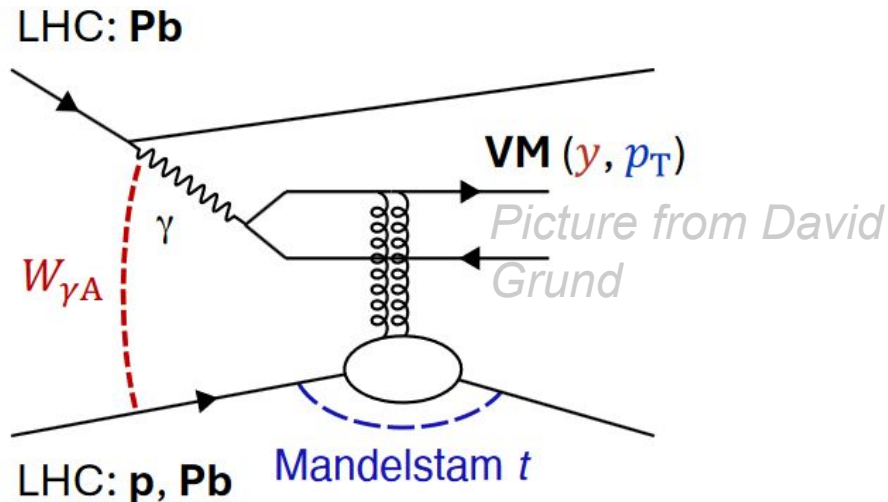 LHC: Pb
VM (y, pT)
γ
Picture from David
Grund
WγA
LHC: p, Pb
Mandelstam t